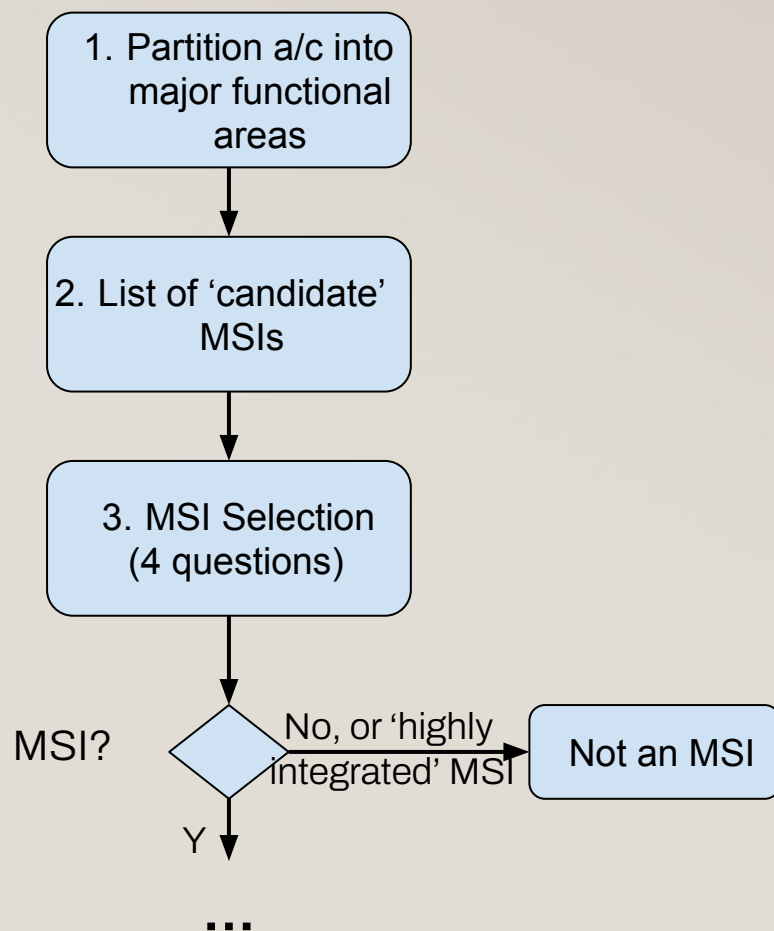 1. Partition a/c into
major functional
areas
2. List of ‘candidate’
MSIs
3. MSI Selection
(4 questions)
MSI?
No, or ‘highly
integrated’ MSI
Not an MSI
Y
...